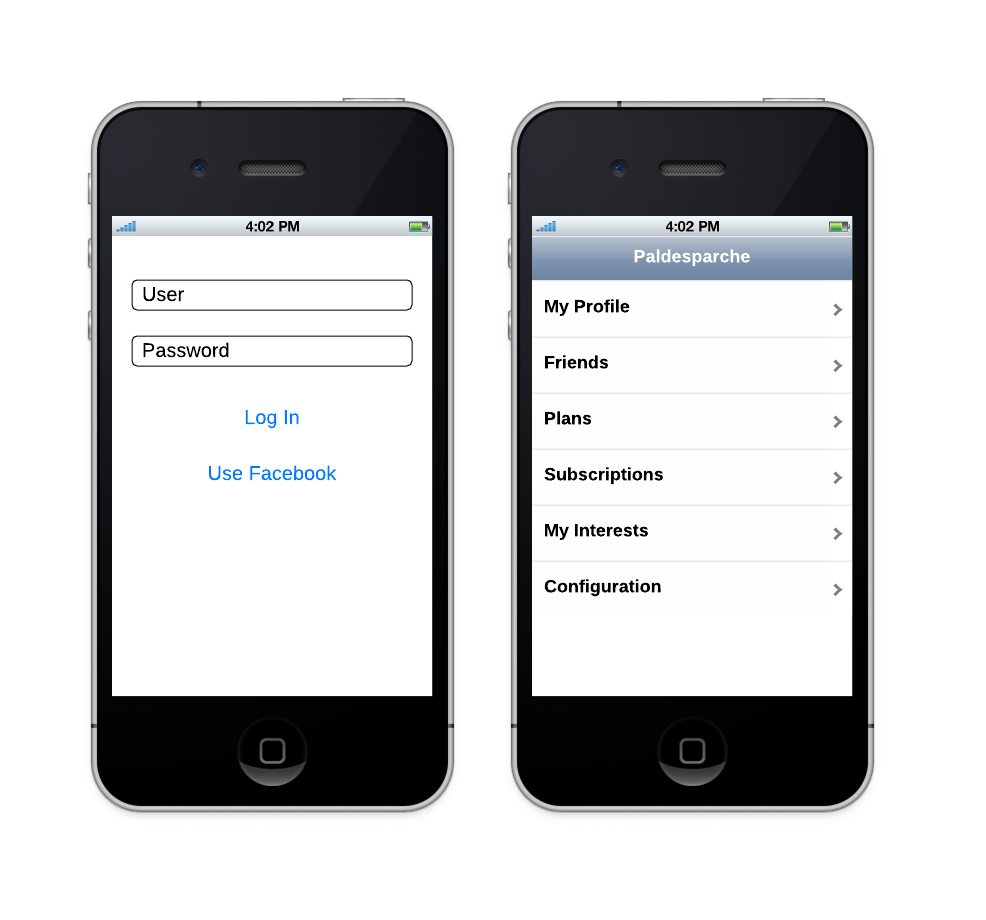 4:02 PM
User
Password
Log In
Use Facebook
4:02 PM
Paldesparche
My Profile
Friends
Plans
Subscriptions
My Interests
Configuration